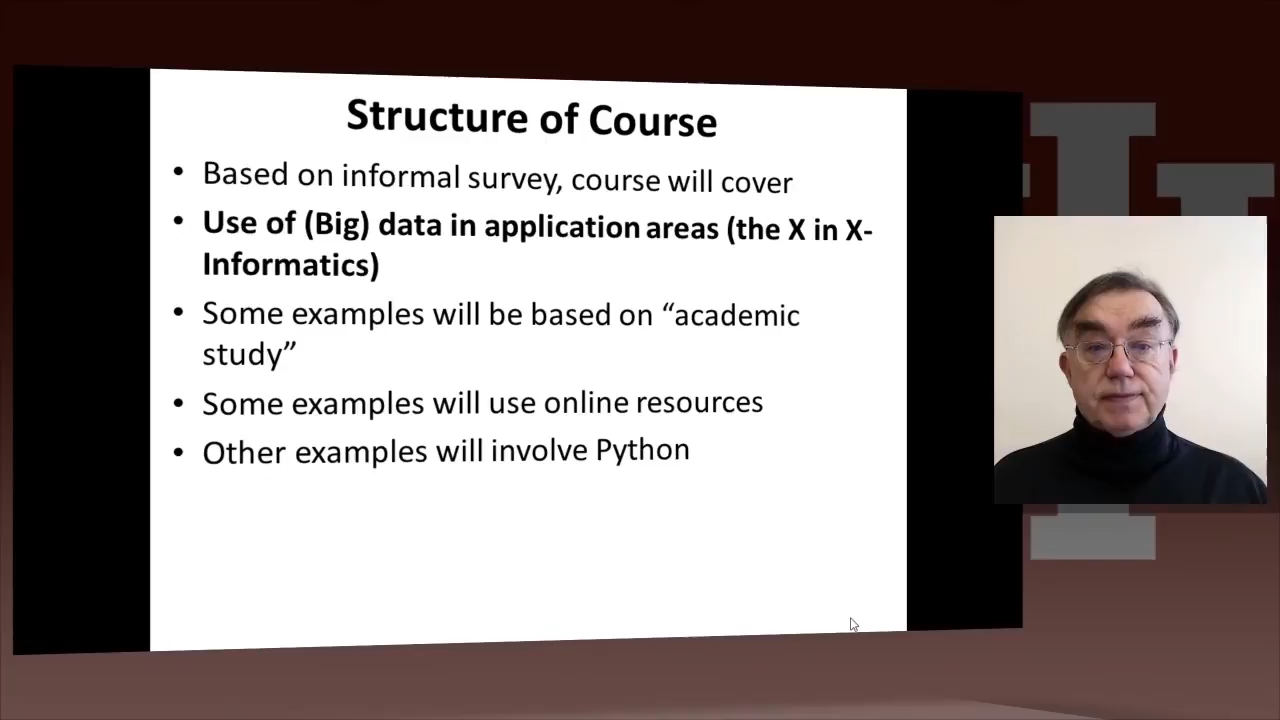 Structure of Course
• Based on informal survey, course will cover
• Use of (Big) data in application areas (the X in X-
Informatics)
• Some examples will be based on “academic
study”
• Some examples will use online resources
• Other examples will involve Python